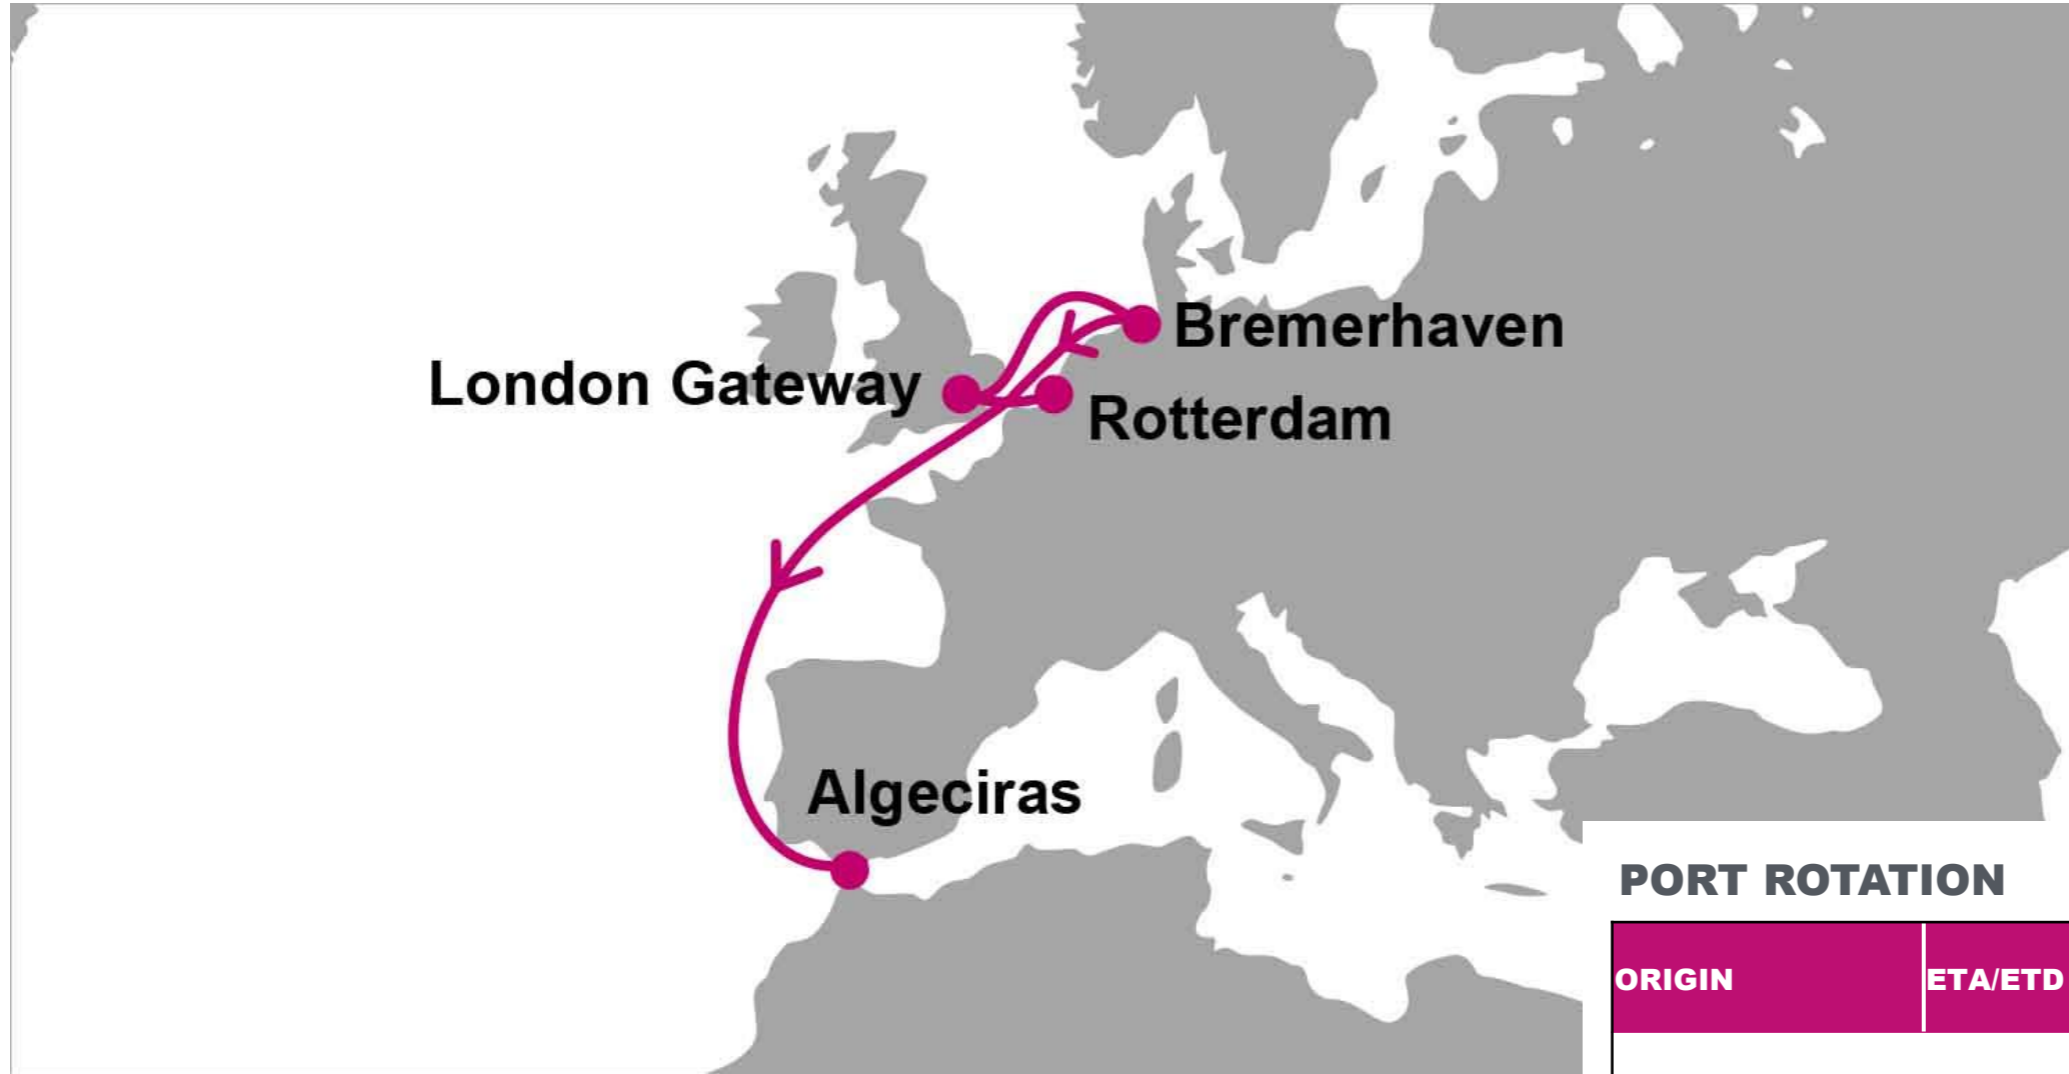 Bremerhaven
London Gateway
Rotterdam
Algeciras
PORT ROTATION
ORIGIN ETA/ETD